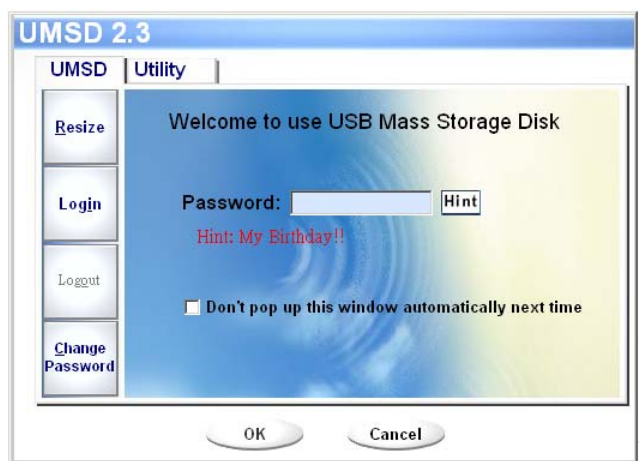 UMSD 2.3
UMSD Utility
Resize
Welcome to use USB Mass Storage Disk
Login
Password: Hint
Hint: My Birthday!!
Logout
Don't pop up this window automatically next time
Change
Password
OK Cancel